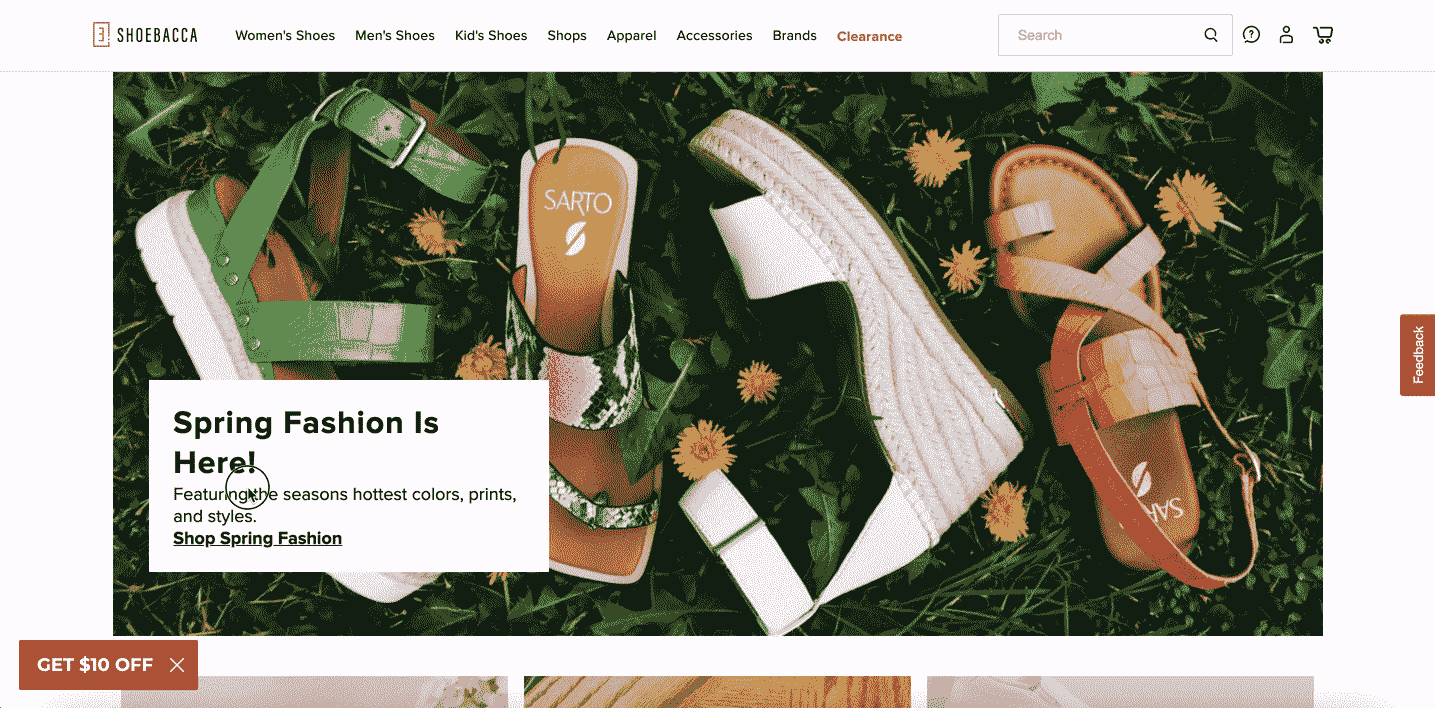 SHOEBACCA
Women's Shoes
Men's Shoes
Kid's Shoes
Shops
Apparel
Accessories
Brands
Clearance
Search
SARTO
Spring Fashion Is
Here!
Featuring the seasons hottest colors, prints,
and styles.
Shop Spring Fashion
Feedback
GET $10 OFF